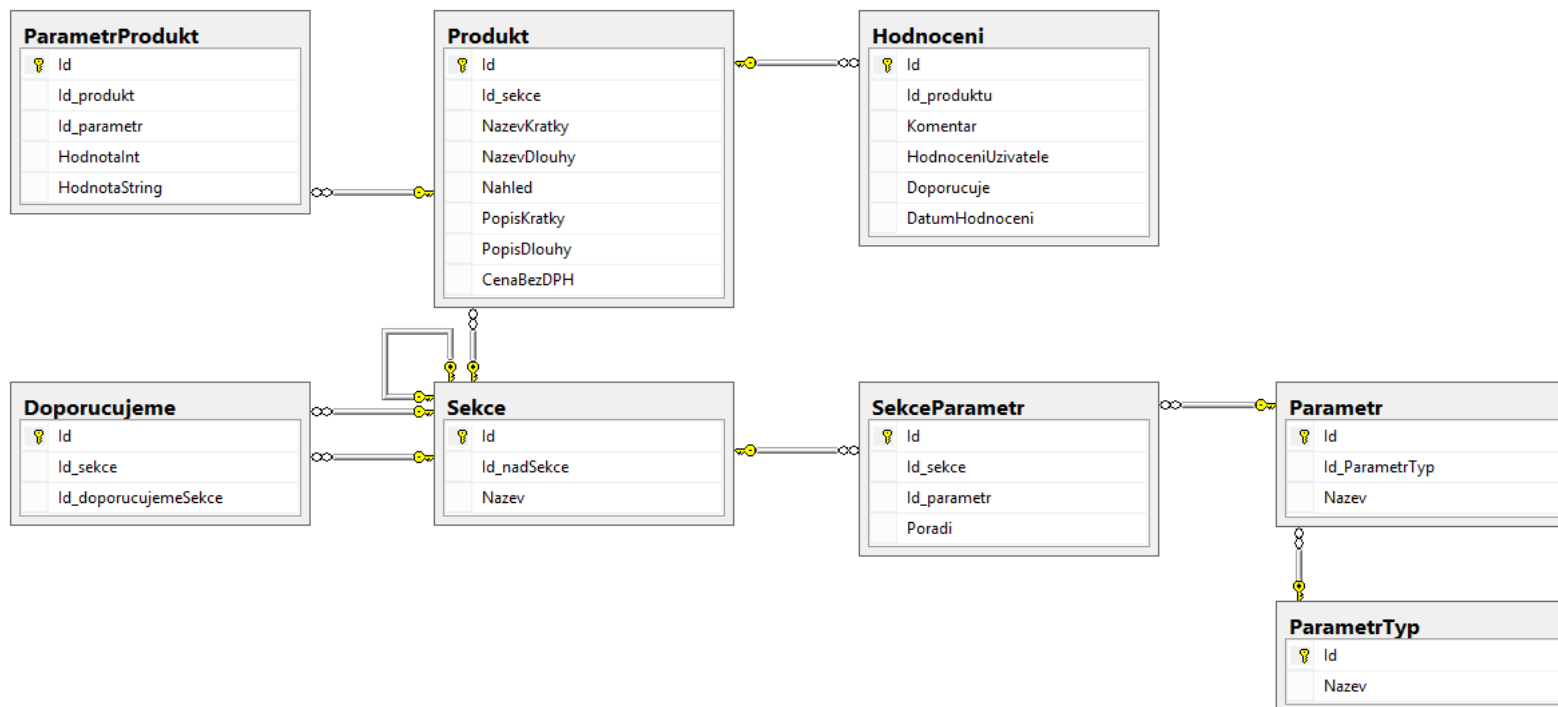 ParametrProdukt
Id
Id_produkt
Id_parametr
HodnotaInt
HodnotaString
Produkt
Id
Id_sekce
NazevKratky
NazevDlouhy
Nahled
PopisKratky
PopisDlouhy
CenaBezDPH
Hodnoceni
Id
Id_produktu
Komentar
HodnoceniUzivatele
Doporucuje
DatumHodnoceni
Doporucujeme
Id
Id_sekce
Id_doporucujemeSekce
Sekce
Id
Id_nadSekce
Nazev
SekceParametr
Id
Id_sekce
Id_parametr
Poradi
Parametr
Id
Id_ParametrTyp
Nazev
ParametrTyp
Id
Nazev